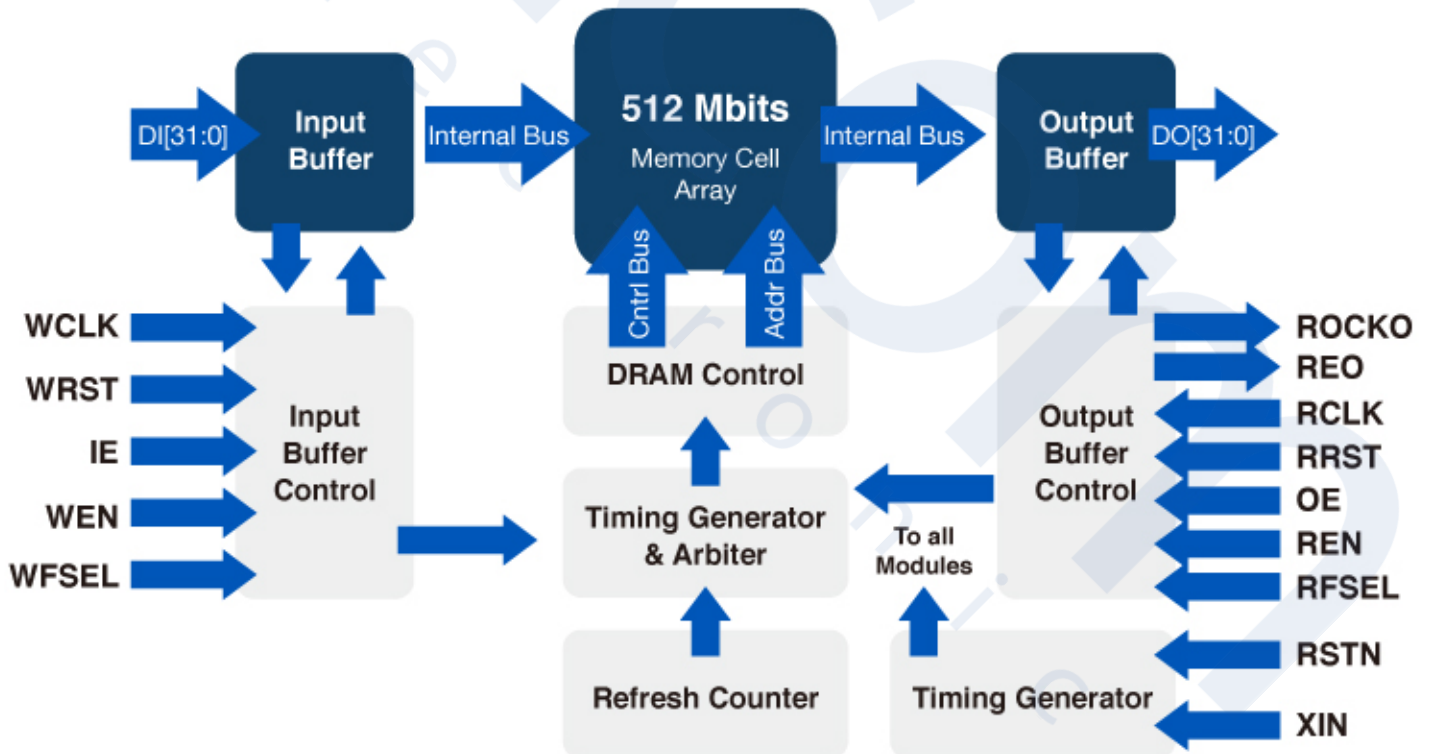 DI[31:0]
Input
Buffer
Internal Bus
512 Mbits
Memory Cell
Array
Internal Bus
Output
Buffer
DO[31:0]
Cntrl Bus
Addr Bus
WCLK
WRST
IE
WEN
WFSEL
Input
Buffer
Control
DRAM Control
Timing Generator
& Arbiter
Refresh Counter
To all
Modules
Timing Generator
Output
Buffer
Control
ROCKO
REO
RCLK
RRST
OE
REN
RFSEL
RSTN
XIN